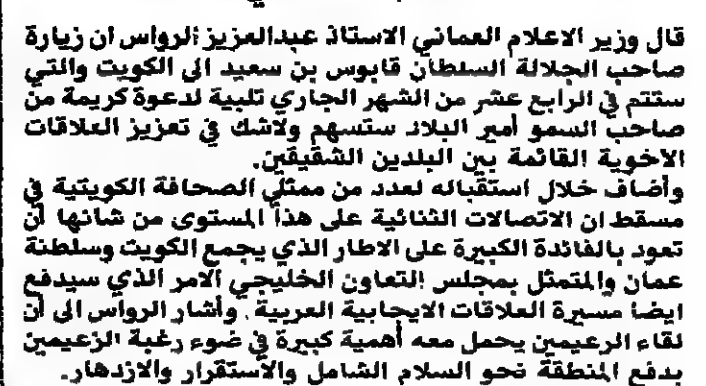 قال وزير الاعلام العماني الاستاذ عبدالعزيز الرواس ان زيارة
صاحب الجلالة السلطان قابوس بن سعيد الى الكويت والتي
ستتم في الرابع عشر من الشهر الجاري تلبية لدعوة كريمة من
صاحب السمو أمير البلاد ستسهم ولاشك في تعزيز العلاقات
الاخوية القائمة بين البلدين الشقيقين.
وأضاف خلال استقباله لعدد من ممثلي الصحافة الكويتية في
مسقط ان الاتصالات الثنائية على هذا المستوى من شانها أن
تعود بالفائدة الكبيرة على الاطار الذي يجمع الكويت وسلطنة
عمان والمتمثل بمجلس التعاون الخليجي الامر الذي سيدفع
ايضا مسيرة العلاقات الايجابية العربية. وأشار الرواس الى أن
لقاء الرعيمين يحمل معه أهمية كبيرة في ضوء رغبة الزعيمين
بدفع المنطقة نحو السلام الشامل والأستقرار والازدهار.